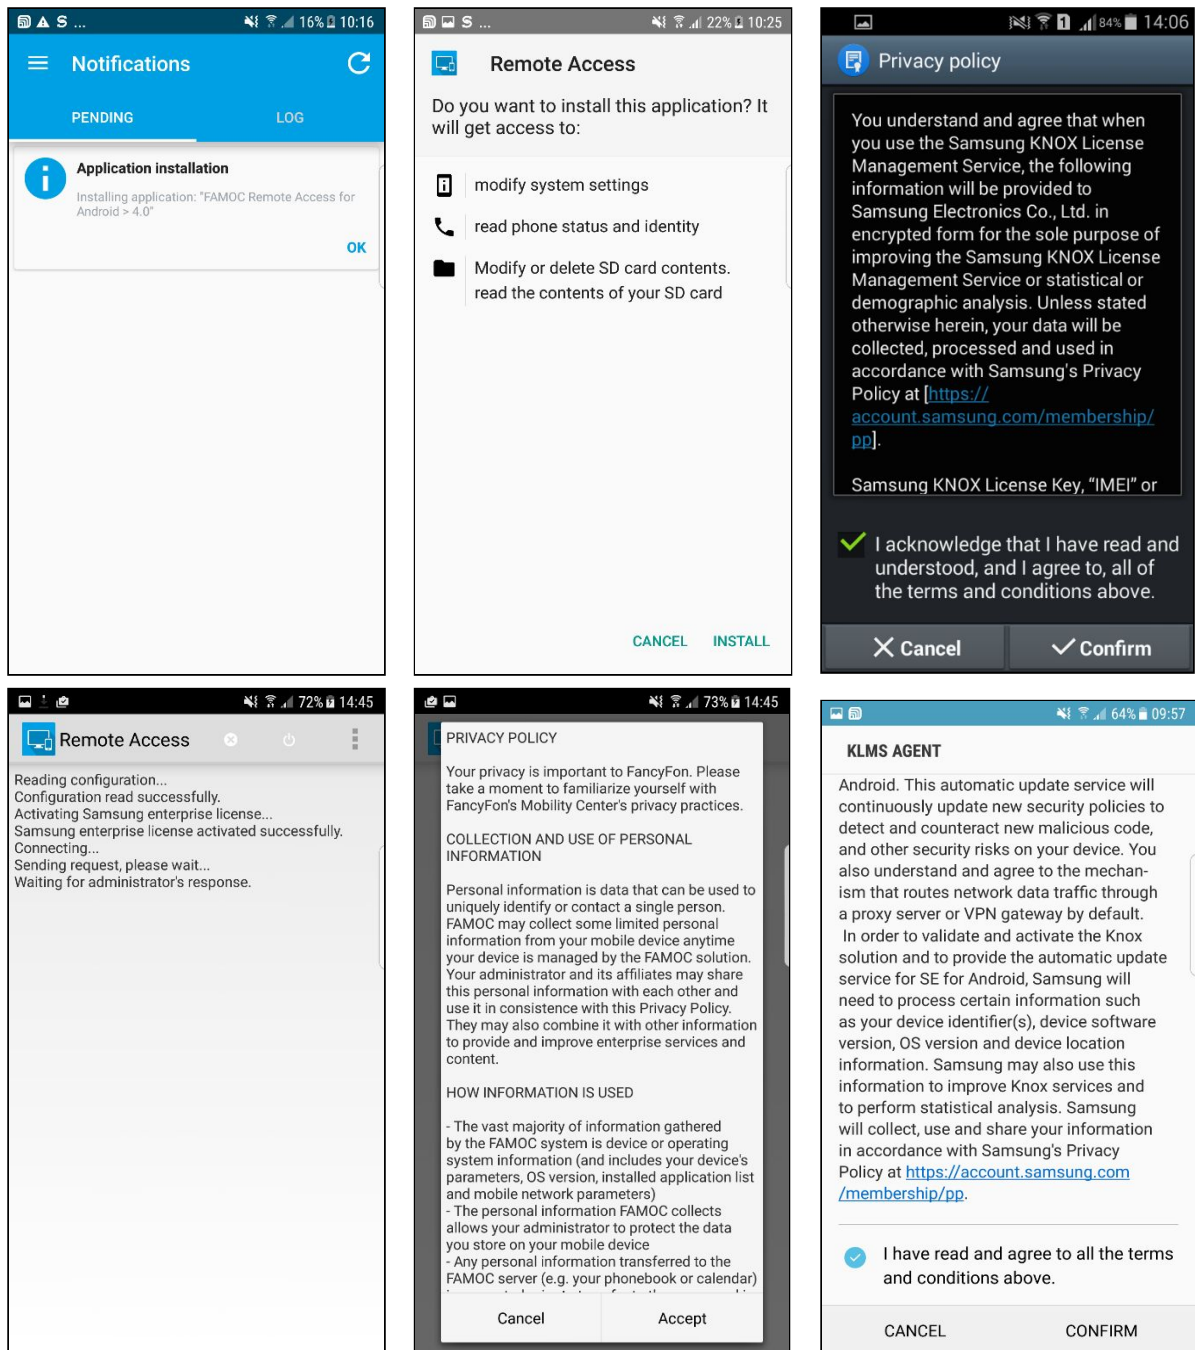 S ...
16% 10:16
Notifications
PENDING
LOG
Application installation
Installing application: "FAMOC Remote Access for
Android > 4.0"
OK
S ...
22% 10:25
Remote Access
Do you want to install this application? It
will get access to:
modify system settings
read phone status and identity
Modify or delete SD card contents.
read the contents of your SD card
CANCEL
INSTALL
1 84% 14:06
Privacy policy
You understand and agree that when
you use the Samsung KNOX License
Management Service, the following
information will be provided to
Samsung Electronics Co., Ltd. in
encrypted form for the sole purpose of
improving the Samsung KNOX License
Management Service or statistical or
demographic analysis. Unless stated
otherwise herein, your data will be
collected, processed and used in
accordance with Samsung's Privacy
Policy at [https://
account.samsung.com/membership/
pp].
Samsung KNOX License Key, “IMEI” or
I acknowledge that I have read and
understood, and I agree to, all of
the terms and conditions above.
Cancel
Confirm
72% 14:45
Remote Access
Reading configuration...
Configuration read successfully.
Activating Samsung enterprise license...
Samsung enterprise license activated successfully.
Connecting...
Sending request, please wait...
Waiting for administrator's response.
73% 14:45
PRIVACY POLICY
Your privacy is important to FancyFon. Please
take a moment to familiarize yourself with
FancyFon's Mobility Center's privacy practices.
COLLECTION AND USE OF PERSONAL
INFORMATION
Personal information is data that can be used to
uniquely identify or contact a single person.
FAMOC may collect some limited personal
information from your mobile device anytime
your device is managed by the FAMOC solution.
Your administrator and its affiliates may share
this personal information with each other and
use it in consistence with this Privacy Policy.
They may also combine it with other information
to provide and improve enterprise services and
content.
HOW INFORMATION IS USED
- The vast majority of information gathered
by the FAMOC system is device or operating
system information (and includes your device's
parameters, OS version, installed application list
and mobile network parameters)
- The personal information FAMOC collects
allows your administrator to protect the data
you store on your mobile device
- Any personal information transferred to the
FAMOC server (e.g. your phonebook or calendar)
Cancel
Accept
64% 09:57
KLMS AGENT
Android. This automatic update service will
continuously update new security policies to
detect and counteract new malicious code,
and other security risks on your device. You
also understand and agree to the mechan-
ism that routes network data traffic through
a proxy server or VPN gateway by default.
In order to validate and activate the Knox
solution and to provide the automatic update
service for SE for Android, Samsung will
need to process certain information such
as your device identifier(s), device software
version, OS version and device location
information. Samsung may also use this
information to improve Knox services and
to perform statistical analysis. Samsung
will collect, use and share your information
in accordance with Samsung's Privacy
Policy at https://account.samsung.com
/membership/pp.
I have read and agree to all the terms
and conditions above.
CANCEL
CONFIRM